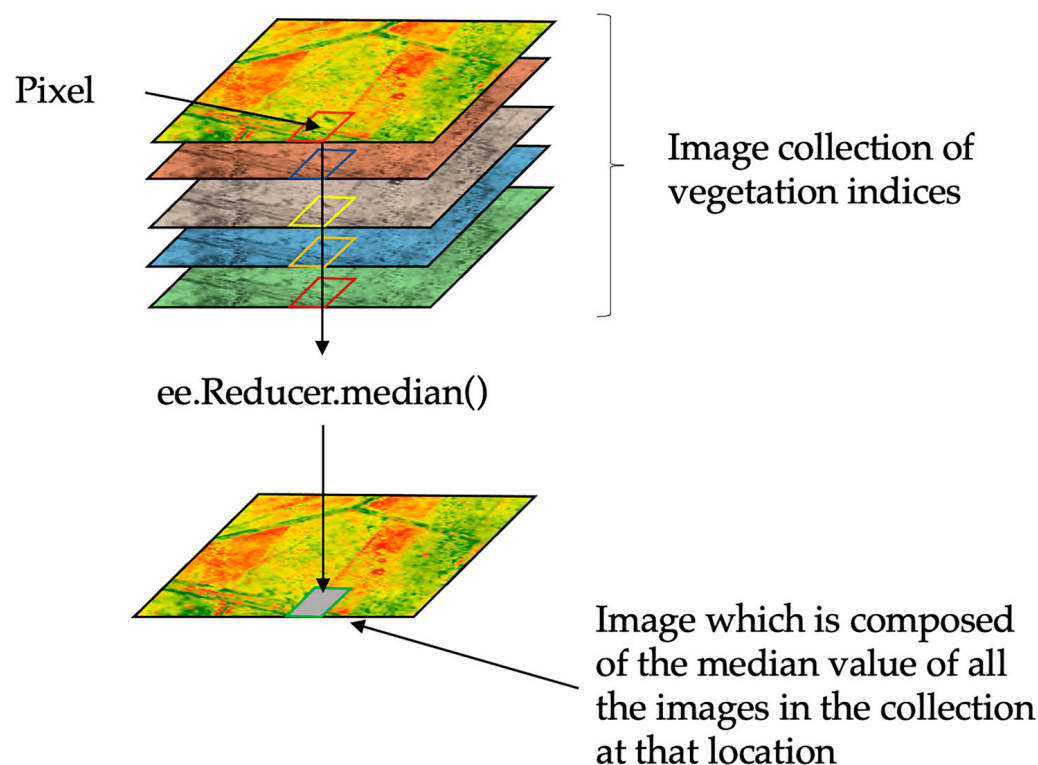 Pixel
Image collection of
vegetation indices
ee.Reducer.median()
Image which is composed
of the median value of all
the images in the collection
at that location